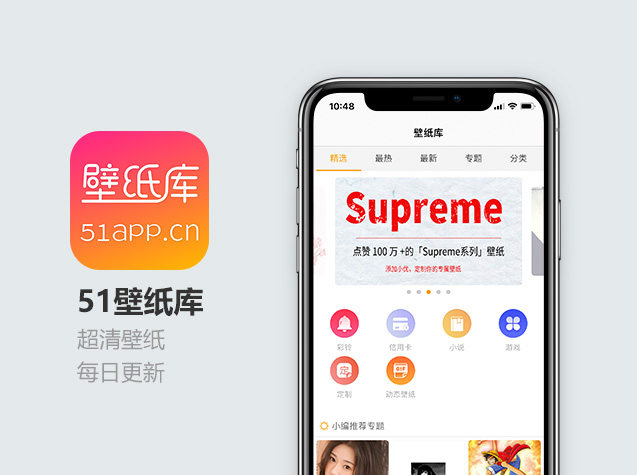 壁纸库
51app.cn
51壁纸库
超清壁纸
每日更新
10:48
壁纸库
精选 最热 最新 专题 分类
Supreme
点赞 100 万 +的「Supreme系列」壁纸
添加小优，定制你的专属壁纸
彩铃 信用卡 小说 游戏
定
GIF
定制 动态壁纸
小编推荐专题